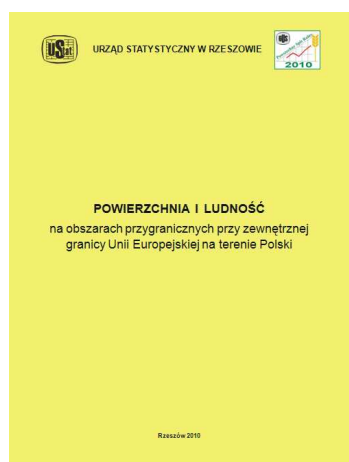 USat
URZĄD STATYSTYCZNY W RZESZOWIE
2010
POWIERZCHNIA I LUDNOŚĆ
na obszarach przygranicznych przy zewnętrznej
granicy Unii Europejskiej na terenie Polski
Rzeszów 2010